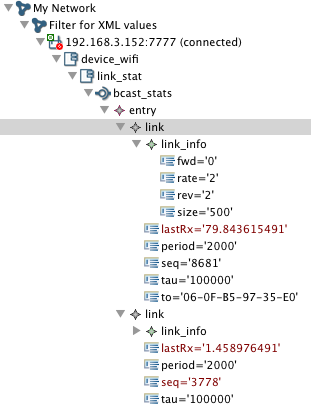 My Network
Filter for XML values
192.168.3.152:7777 (connected)
device_wifi
link_stat
bcast_stats
entry
link
link_info
fwd='0'
rate='2'
rev='2'
size='500'
lastRx='79.843615491'
period='2000'
seq='8681'
tau='100000'
to='06-0F-B5-97-35-E0'
link
link_info
lastRx='1.458976491'
period='2000'
seq='3778'
tau='100000'